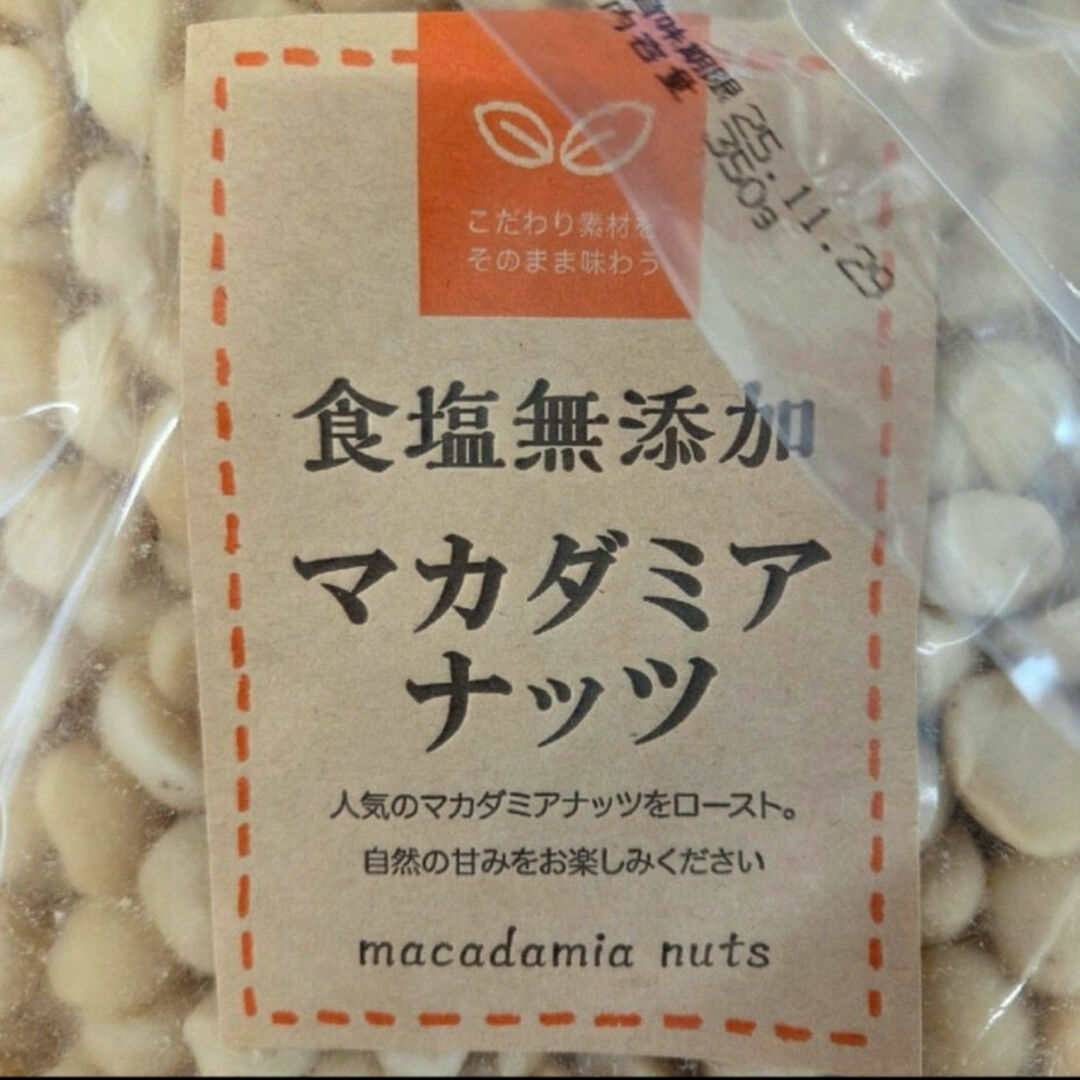 賞味期限 25.11.29
内容量 350g
こだわり素材を
そのまま味わう
食塩無添加
マカダミア
ナッツ
人気のマカダミアナッツをロースト。
自然の甘みをお楽しみください
macadamia nuts